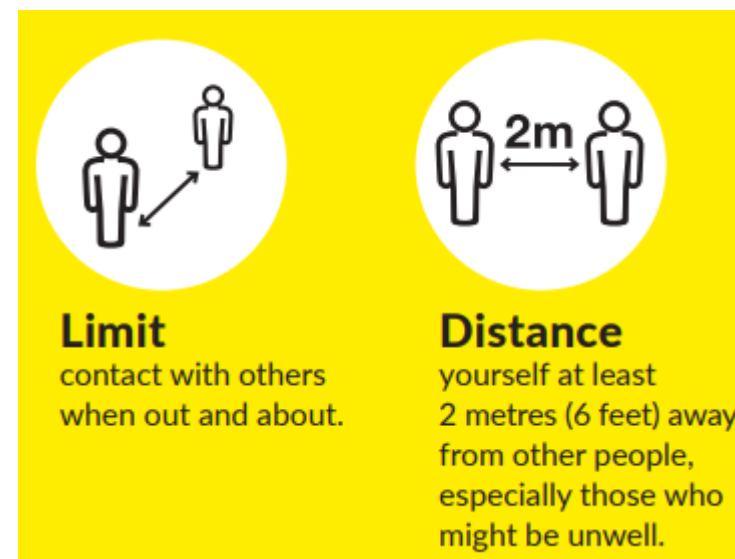 2m
Limit
contact with others
when out and about.
Distance
yourself at least
2 metres (6 feet) away
from other people,
especially those who
might be unwell.